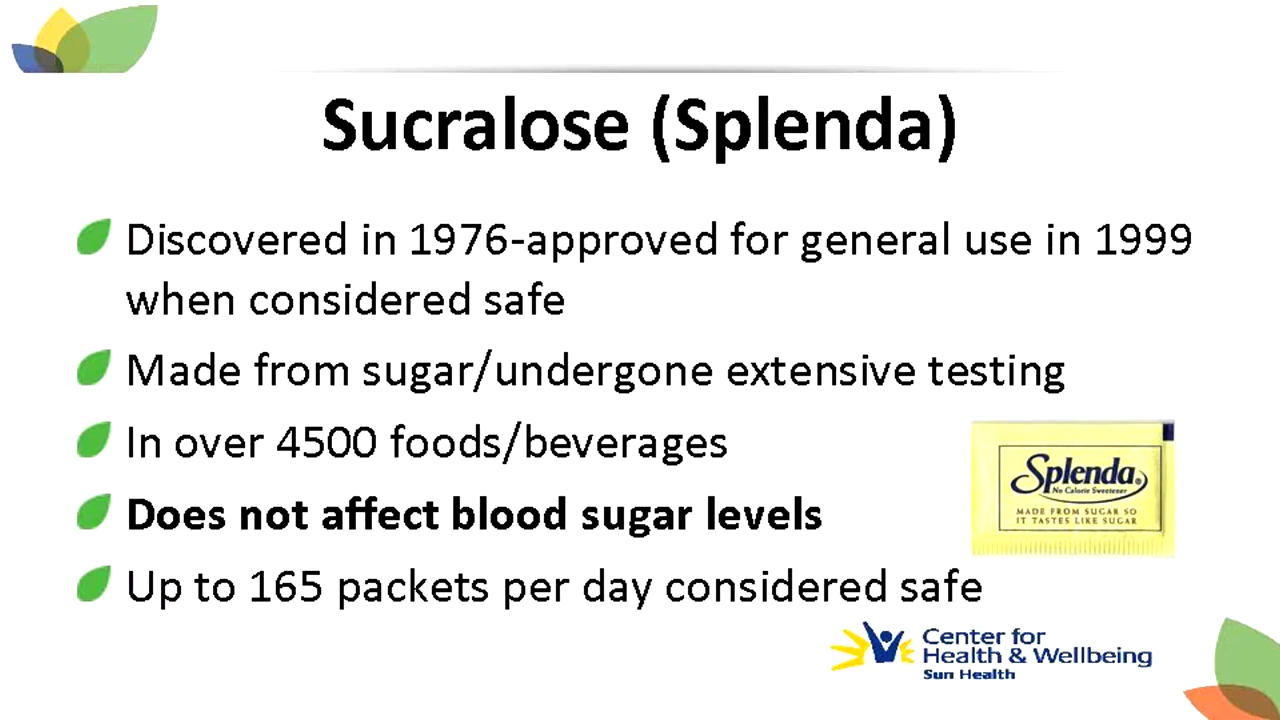 Sucralose (Splenda)
Discovered in 1976-approved for general use in 1999
when considered safe
Made from sugar/undergone extensive testing
In over 4500 foods/beverages
Splenda®
No Calorie Sweetener
MADE FROM SUGAR SO
IT TASTES LIKE SUGAR
Does not affect blood sugar levels
Up to 165 packets per day considered safe
Center for
Health & Wellbeing
Sun Health